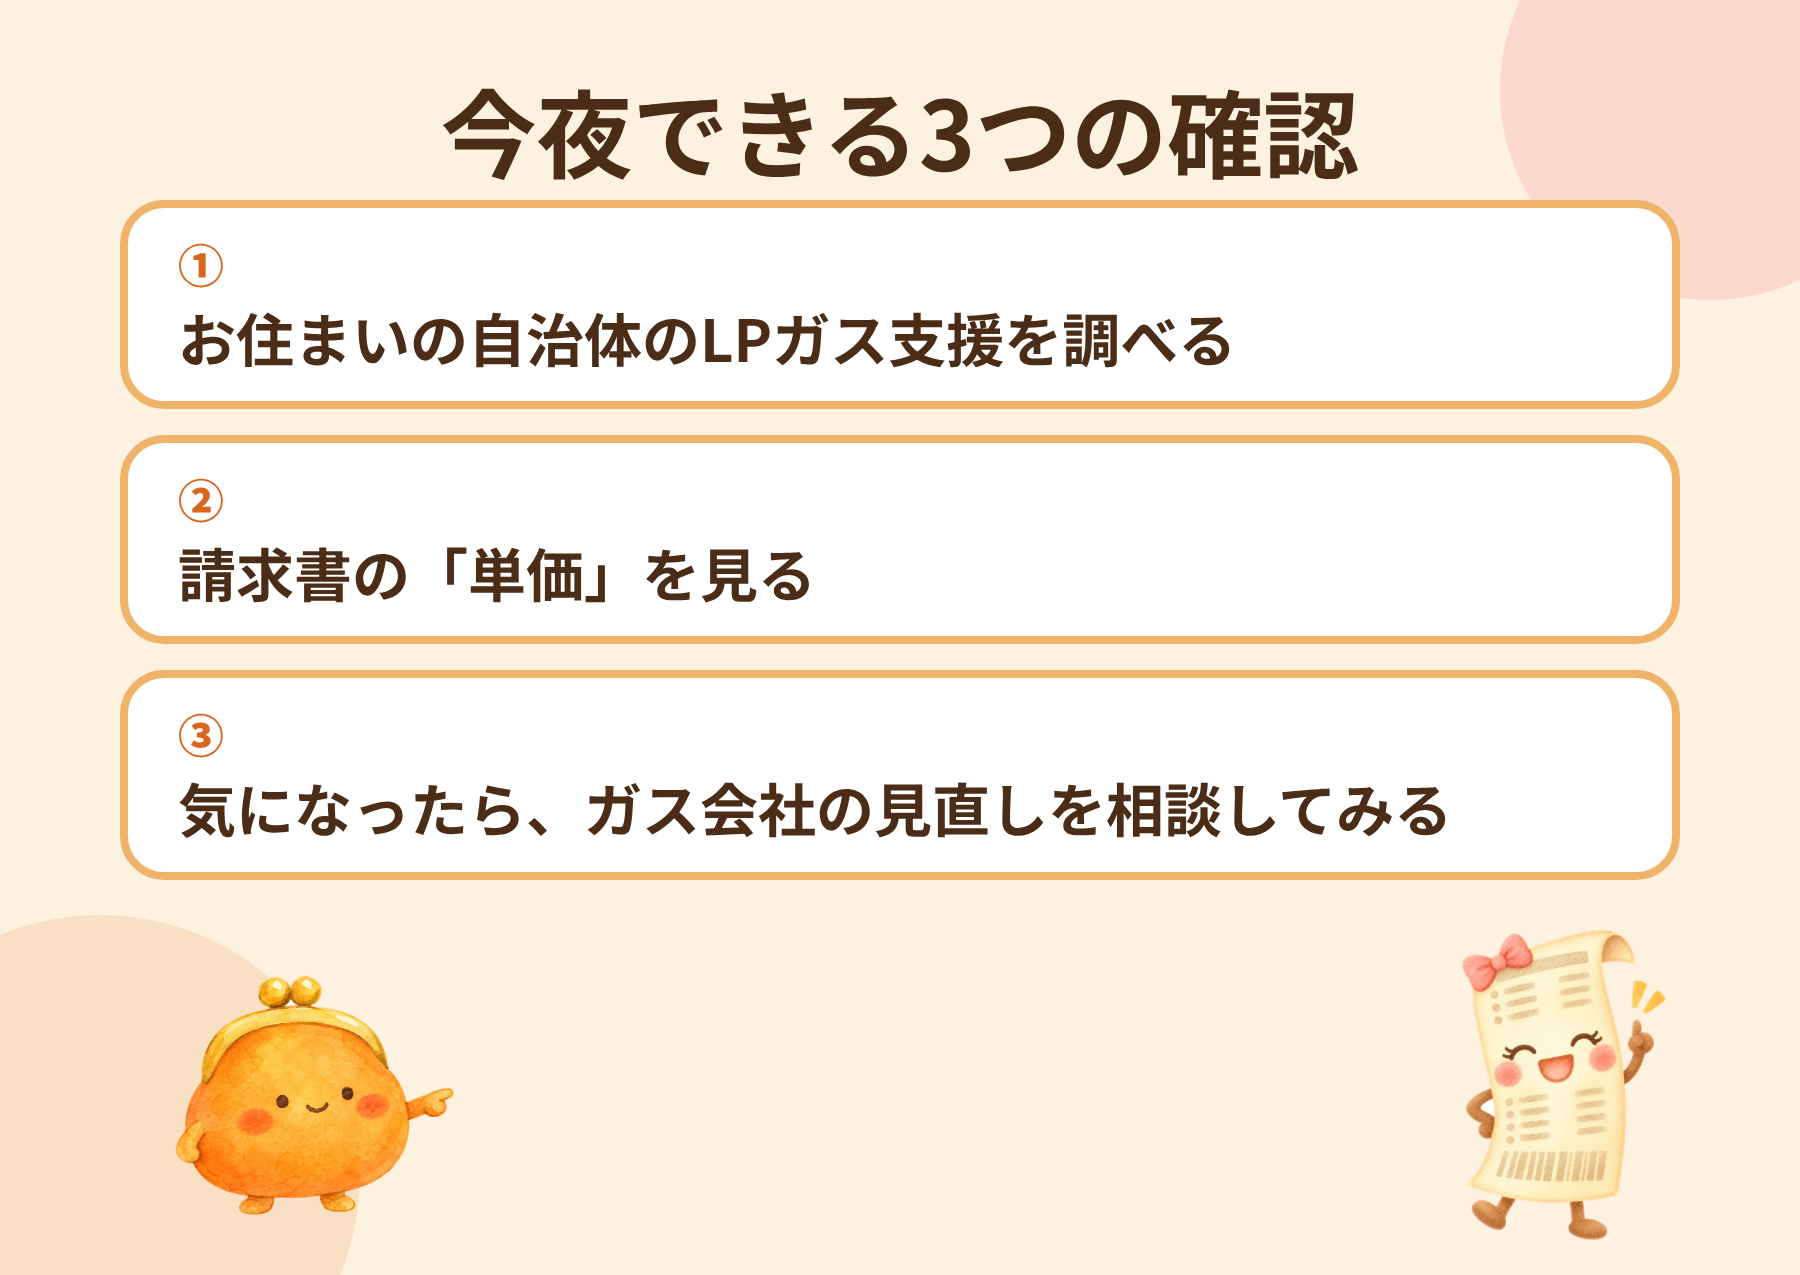 今夜できる3つの確認
①
お住まいの自治体のLPガス支援を調べる
②
請求書の「単価」を見る
③
気になったら、ガス会社の見直しを相談してみる